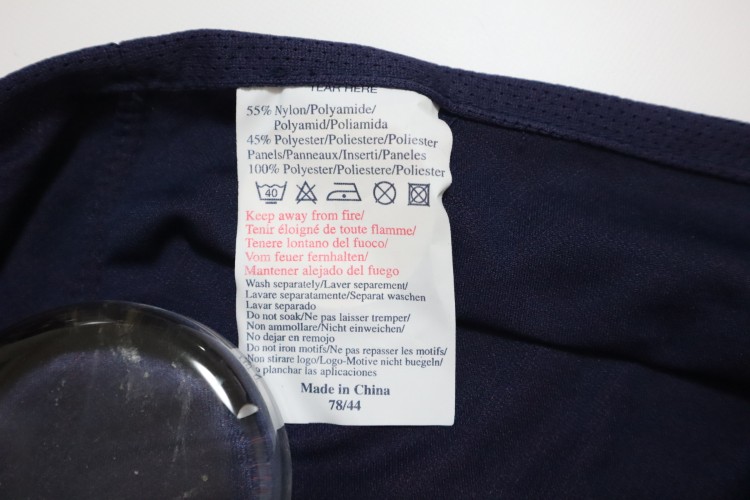 TEAR HERE
55% Nylon/Polyamide/
Polyamid/Poliamida
45% Polyester/Poliestere/Poliester
Panels/Panneaux/Inserti/Paneles
100% Polyester/Poliestere/Poliester
40
Keep away from fire/
Tenir éloigné de toute flamme/
Tenere lontano del fuoco/
Vom feuer fernhalten/
Mantener alejado del fuego
Wash separately/Laver separement/
Lavare separatamente/Separat waschen
Lavar separado
Do not soak/Ne pas laisser tremper/
Non ammollare/Nicht einweichen/
No dejar en remojo
Do not iron motifs/Ne pas repasser les motifs/
Non stirare logo/Logo-Motive nicht buegeln/
planchar las aplicaciones
Made in China
78/44